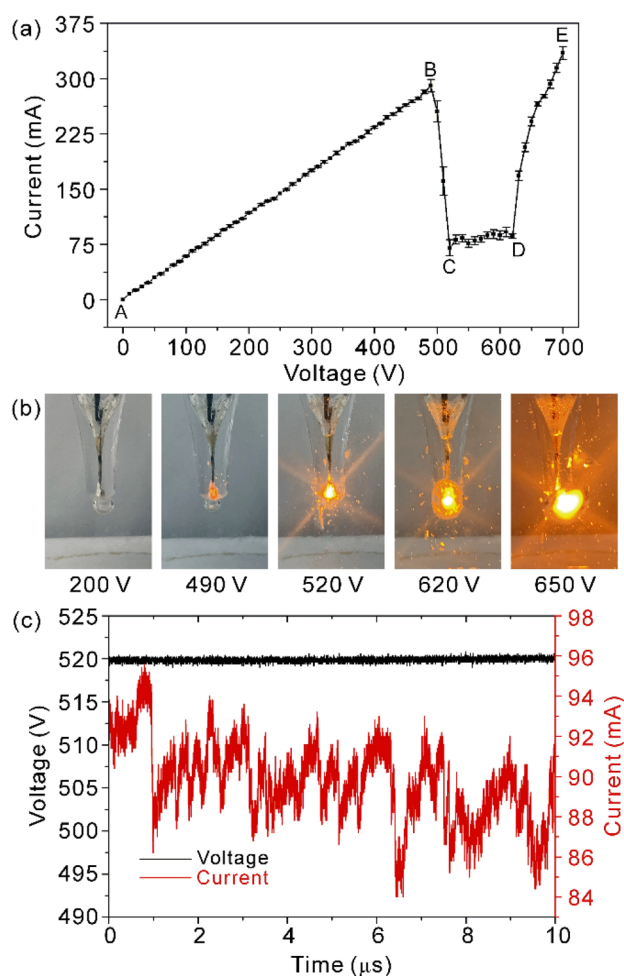 (a)
375
300
225
150
75
0
Current (mA)
A
B
C
D
E
0 100 200 300 400 500 600 700
Voltage (V)
(b)
200 V 490 V 520 V 620 V 650 V
(c)
525
520
515
510
505
500
495
490
Voltage (V)
98
96
94
92
90
88
86
84
Current (mA)
Voltage
Current
0 2 4 6 8 10
Time (μs)